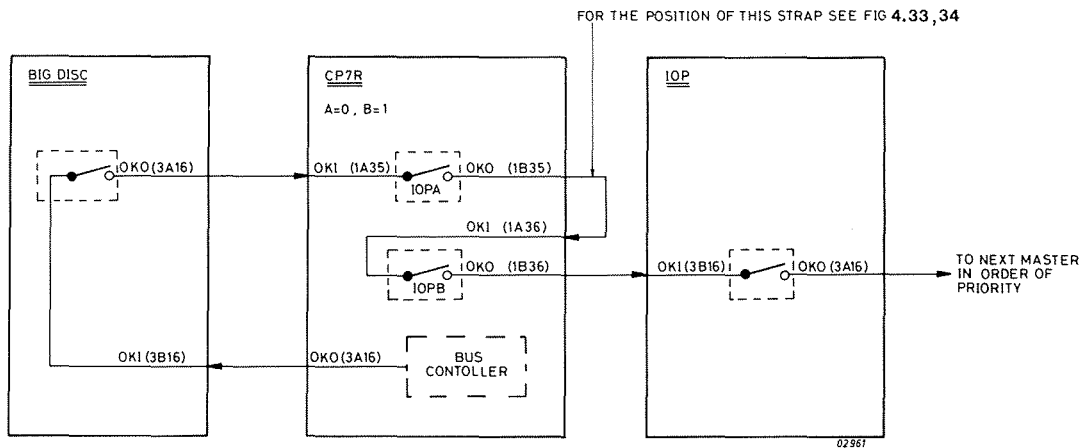 FOR THE POSITION OF THIS STRAP SEE FIG 4.33,34
BIG DISC
CP7R
IOP
A=0, B=1
OKO (3A16)
OKI (1A35)
OKO (1B35)
IOPA
OKI (1A36)
OKO (1B36)
IOPB
OKI (3B16)
OKO (3A16)
TO NEXT MASTER
IN ORDER OF
PRIORITY
OKI (3B16)
OKO (3A16)
BUS
CONTOLLER
02961